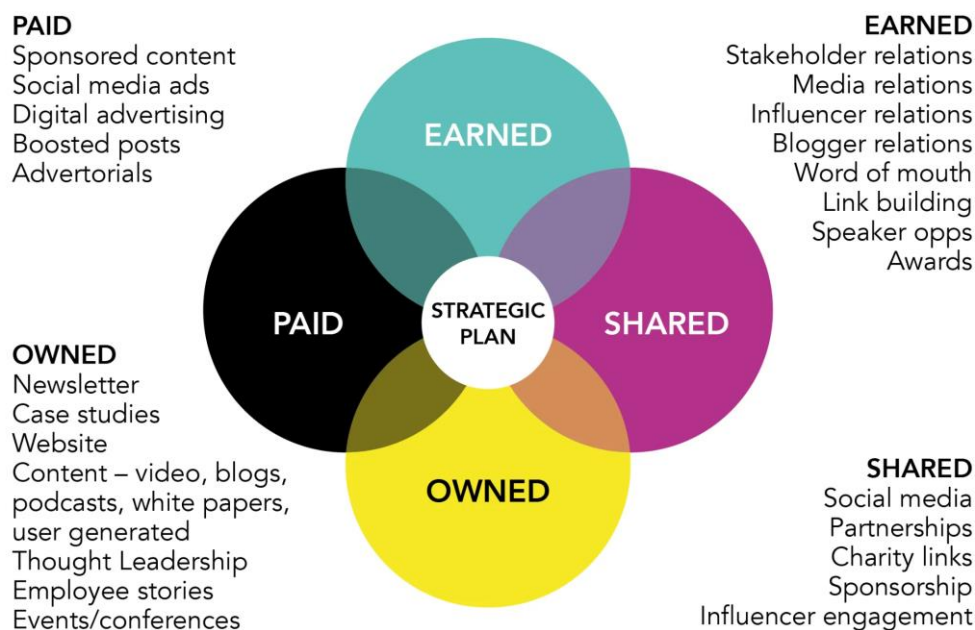 PAID
Sponsored content
Social media ads
Digital advertising
Boosted posts
Advertorials
EARNED
Stakeholder relations
Media relations
Influencer relations
Blogger relations
Word of mouth
Link building
Speaker opps
Awards
EARNED
PAID
STRATEGIC
PLAN
SHARED
OWNED
OWNED
Newsletter
Case studies
Website
Content – video, blogs,
podcasts, white papers,
user generated
Thought Leadership
Employee stories
Events/conferences
SHARED
Social media
Partnerships
Charity links
Sponsorship
Influencer engagement